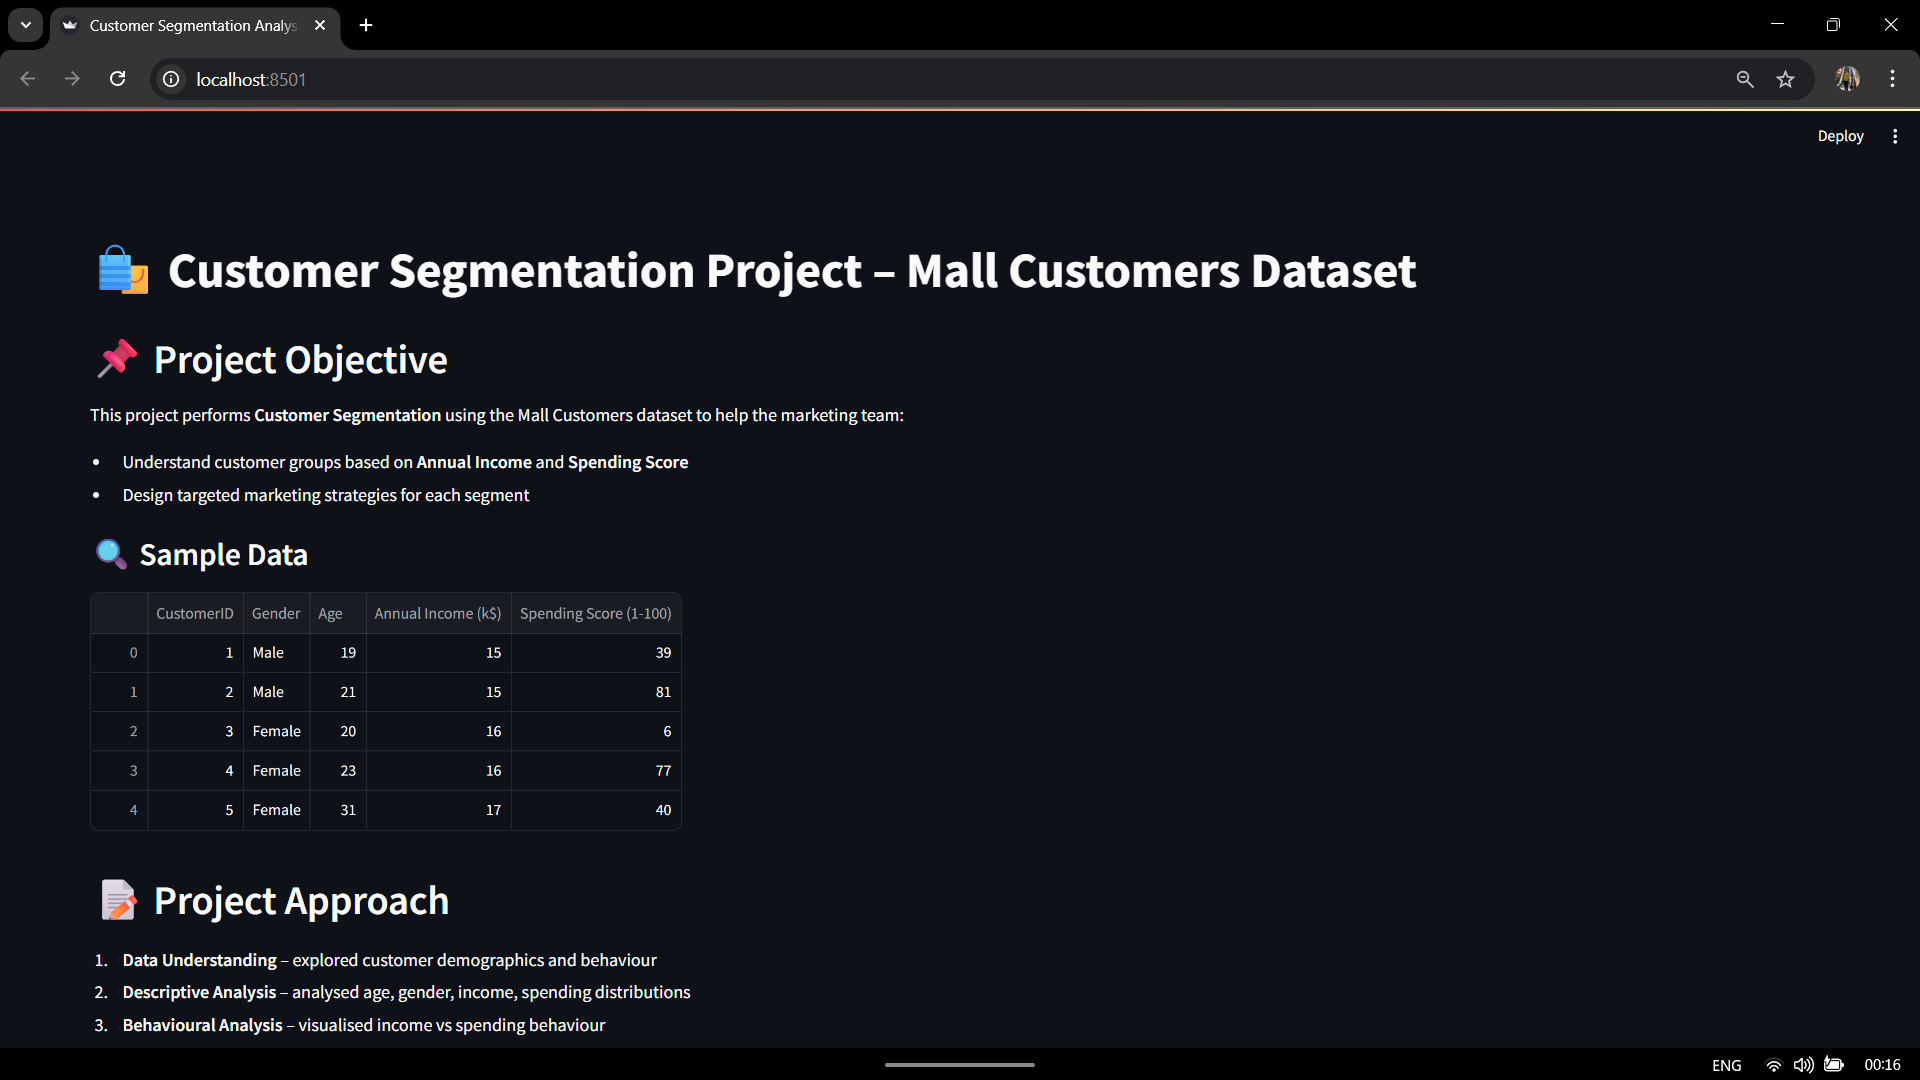 Customer Segmentation Analys
localhost:8501
Deploy
Customer Segmentation Project – Mall Customers Dataset
Project Objective
This project performs Customer Segmentation using the Mall Customers dataset to help the marketing team:
• Understand customer groups based on Annual Income and Spending Score
• Design targeted marketing strategies for each segment
Sample Data
CustomerID Gender Age Annual Income (k$) Spending Score (1-100)
0 1 Male 19 15 39
1 2 Male 21 15 81
2 3 Female 20 16 6
3 4 Female 23 16 77
4 5 Female 31 17 40
Project Approach
1. Data Understanding – explored customer demographics and behaviour
2. Descriptive Analysis – analysed age, gender, income, spending distributions
3. Behavioural Analysis – visualised income vs spending behaviour
ENG 00:16